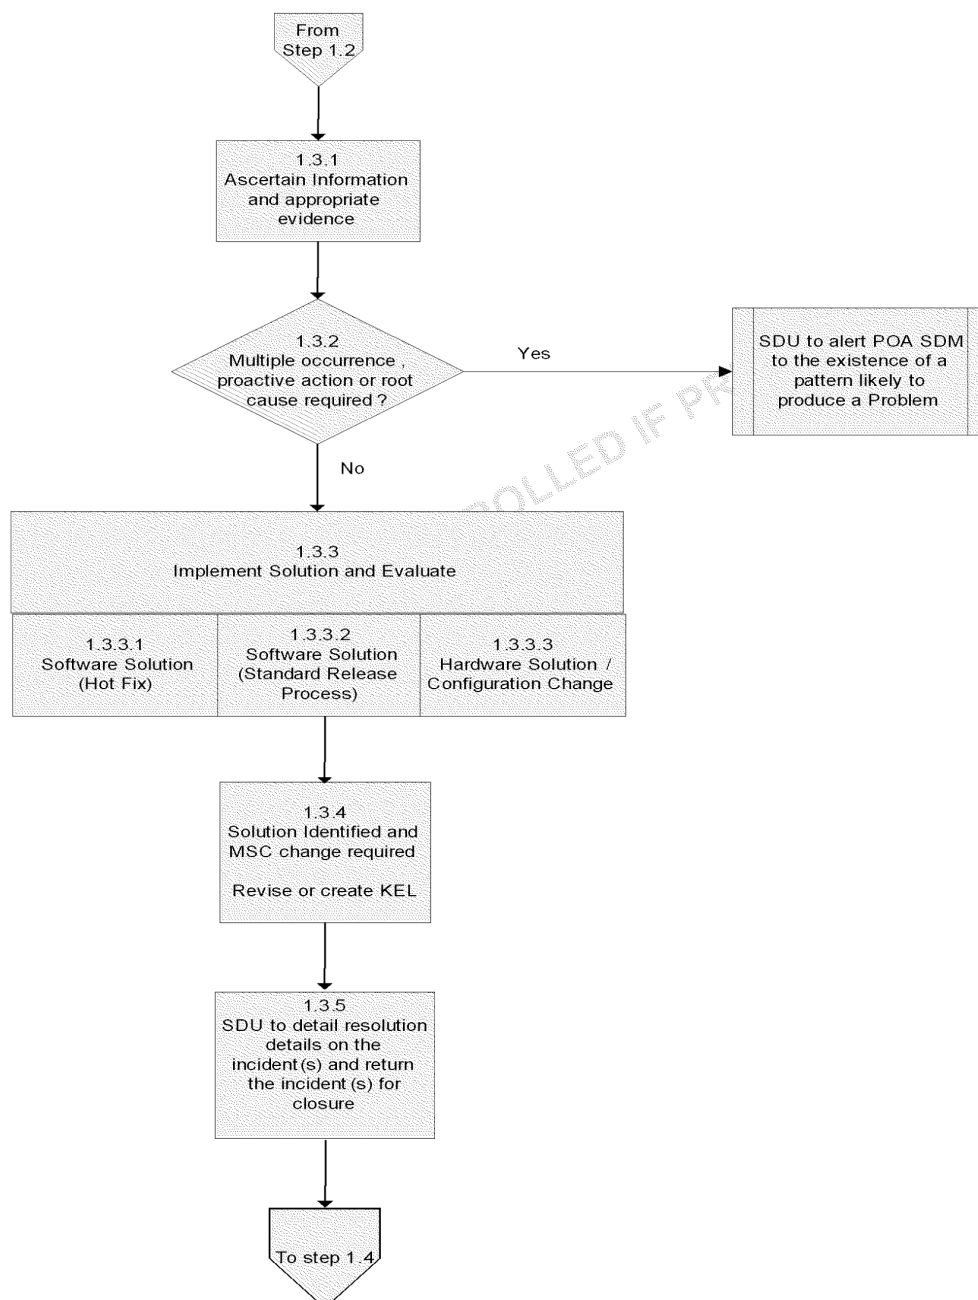 From
Step 1.2
1.3.1
Ascertain Information
and appropriate
evidence
1.3.2
Multiple occurrence ,
proactive action or root
cause required ?
Yes
SDU to alert POA SDM
to the existence of a
pattern likely to
produce a Problem
No
1.3.3
Implement Solution and Evaluate
1.3.3.1
Software Solution
(Hot Fix)
1.3.3.2
Software Solution
(Standard Release
Process)
1.3.3.3
Hardware Solution /
Configuration Change
1.3.4
Solution Identified and
MSC change required
Revise or create KEL
1.3.5
SDU to detail resolution
details on the
incident(s) and return
the incident (s) for
closure
To step 1.4
ROLLED IF PR